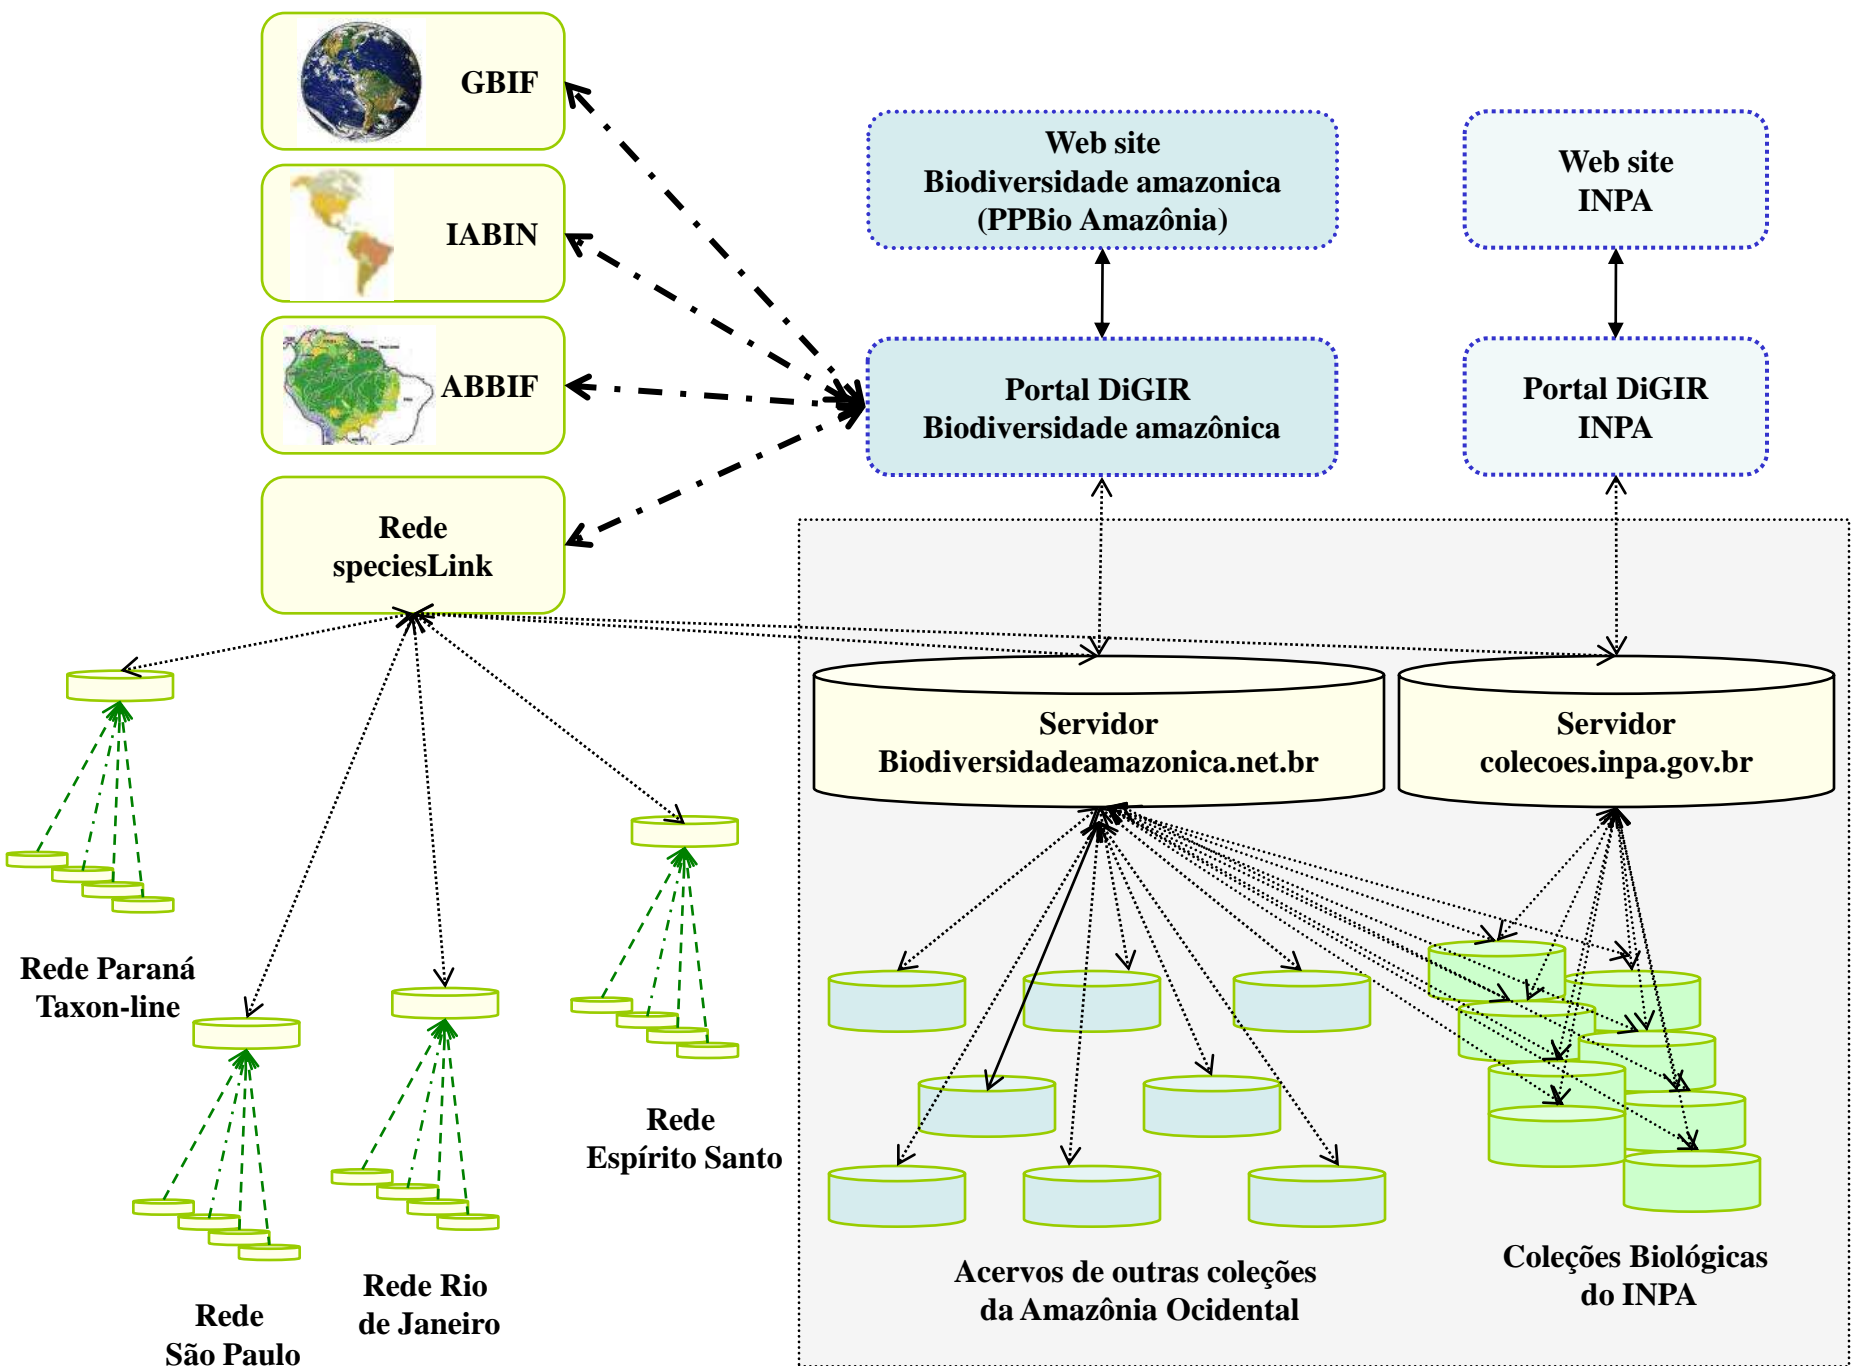 GBIF
IABIN
ABBIF
Rede
speciesLink
Web site
Biodiversidade amazonica
(PPBio Amazônia)
Web site
INPA
Portal DiGIR
Biodiversidade amazônica
Portal DiGIR
INPA
Servidor
Biodiversidadeamazonica.net.br
Servidor
colecoes.inpa.gov.br
Rede Paraná
Taxon-line
Rede
São Paulo
Rede Rio
de Janeiro
Rede
Espírito Santo
Acervos de outras coleções
da Amazônia Ocidental
Coleções Biológicas
do INPA